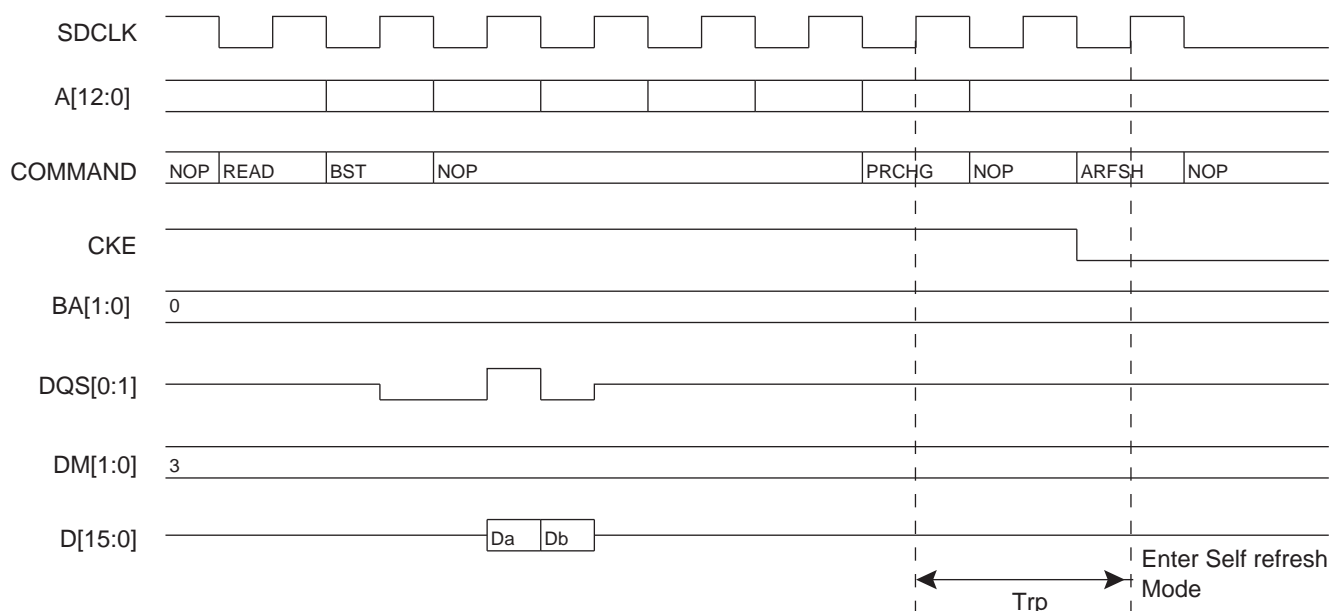 SDCLK
A[12:0]
COMMAND NOP READ BST NOP PRCHG NOP ARFSH NOP
CKE
BA[1:0] 0
DQS[0:1]
DM[1:0] 3
D[15:0] Da Db
Enter Self refresh
Mode
Trp